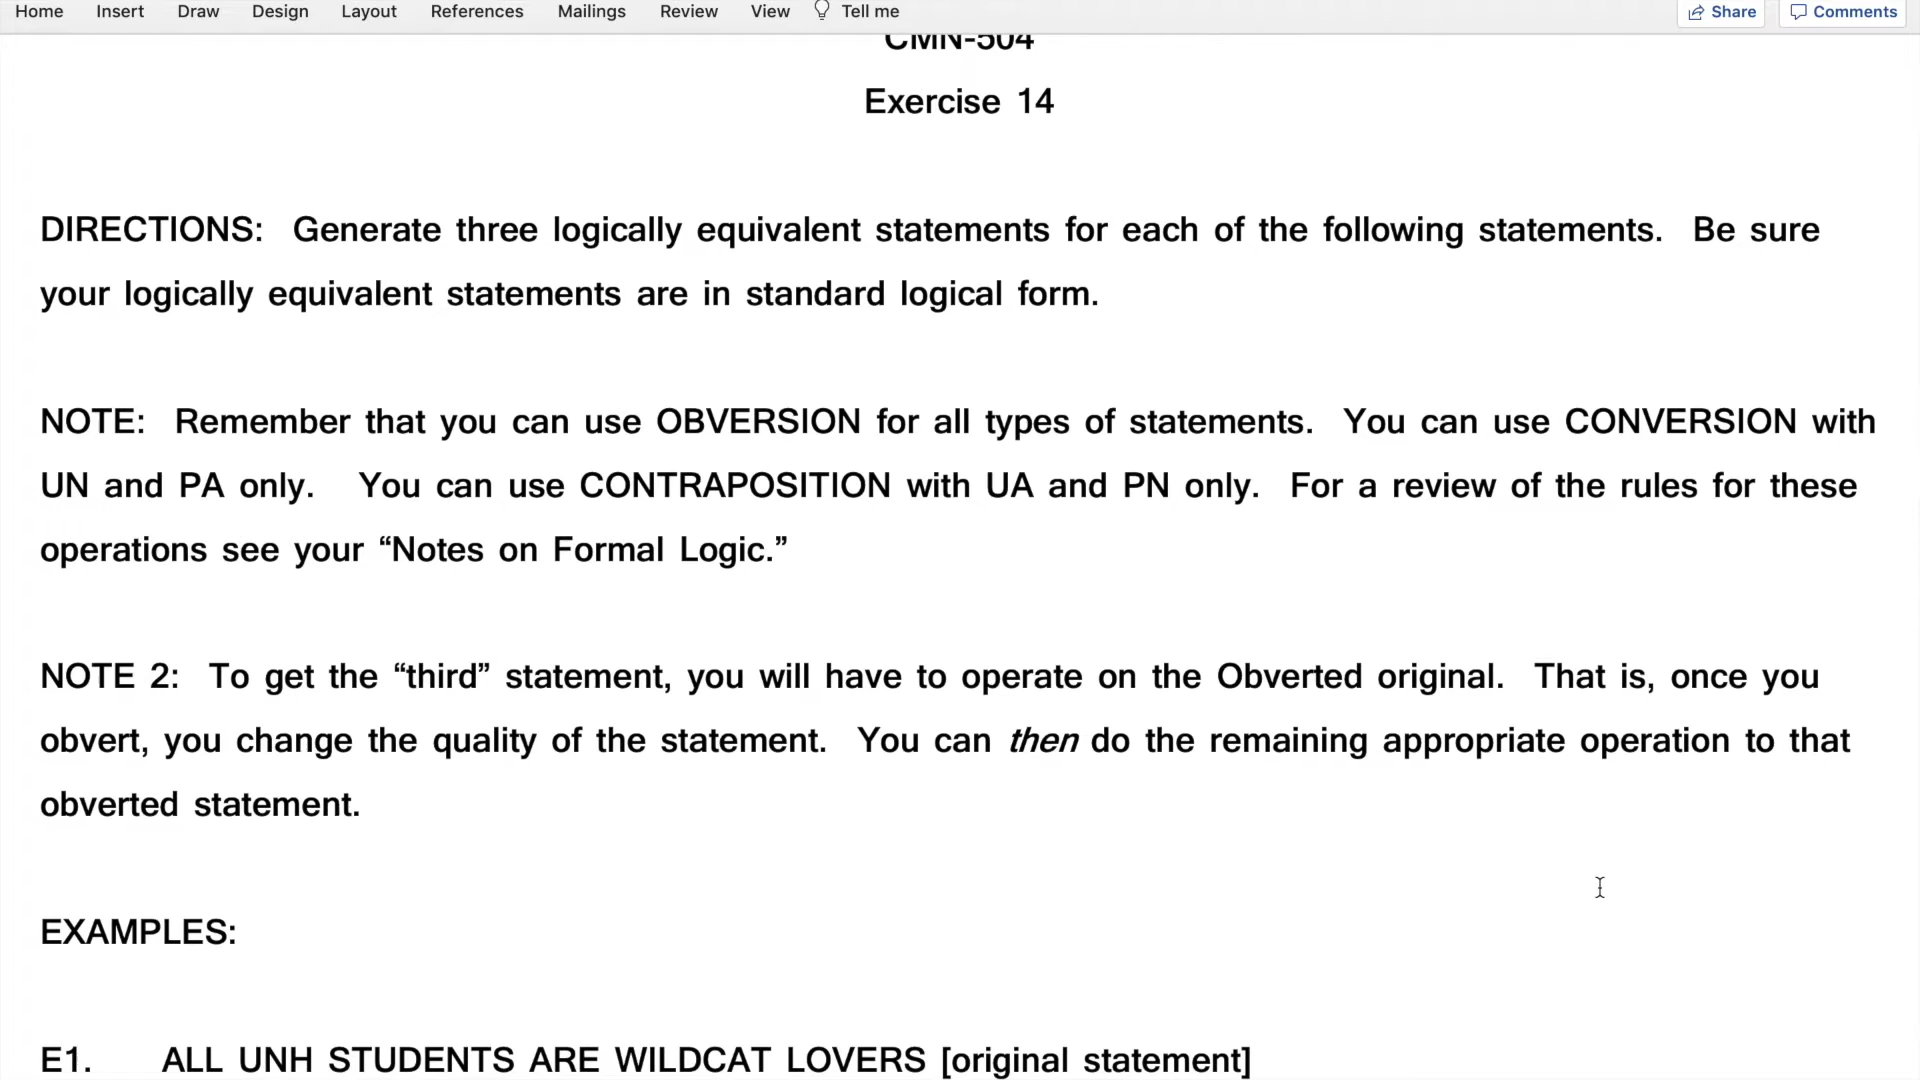 Home Insert Draw Design Layout References Mailings Review View Tell me Share Comments
CMN-504
Exercise 14
DIRECTIONS: Generate three logically equivalent statements for each of the following statements. Be sure
your logically equivalent statements are in standard logical form.
NOTE: Remember that you can use OBVERSION for all types of statements. You can use CONVERSION with
UN and PA only. You can use CONTRAPOSITION with UA and PN only. For a review of the rules for these
operations see your “Notes on Formal Logic.”
NOTE 2: To get the “third” statement, you will have to operate on the Obverted original. That is, once you
obvert, you change the quality of the statement. You can then do the remaining appropriate operation to that
obverted statement.
EXAMPLES:
E1. ALL UNH STUDENTS ARE WILDCAT LOVERS [original statement]